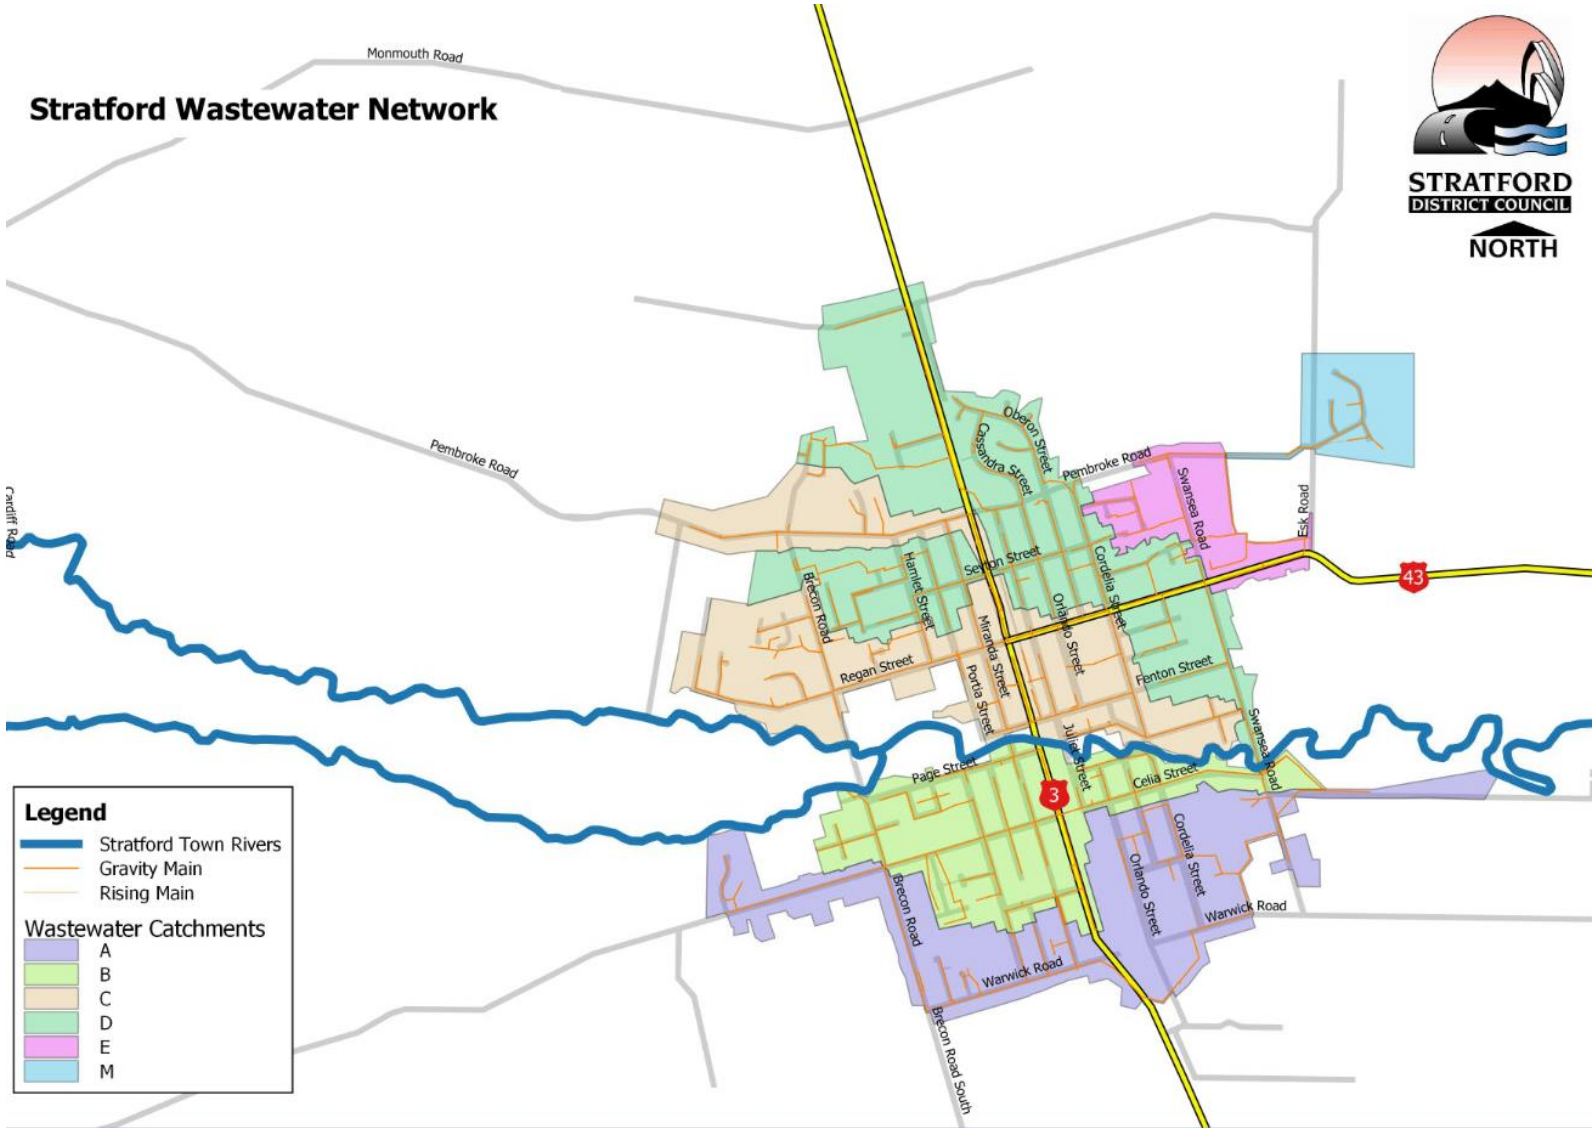 Monmouth Road
Stratford Wastewater Network
STRATFORD
DISTRICT COUNCIL
NORTH
Oberon Street
Cassandra Street
Pembroke Road
Pembroke Road
Swansea Road
Esk Road
Cardiff Road
Seyton Street
Cordelia Street
Hamlet Street
Brecon Road
43
Orlando Street
Miranda Street
Regan Street
Portia Street
Fenton Street
Juliet Street
Swansea Road
Page Street
Celia Street
3
Legend
Stratford Town Rivers
Gravity Main
Rising Main
Wastewater Catchments
A
B
C
D
E
M
Cordelia Street
Orlando Street
Brecon Road
Warwick Road
Warwick Road
Brecon Road South